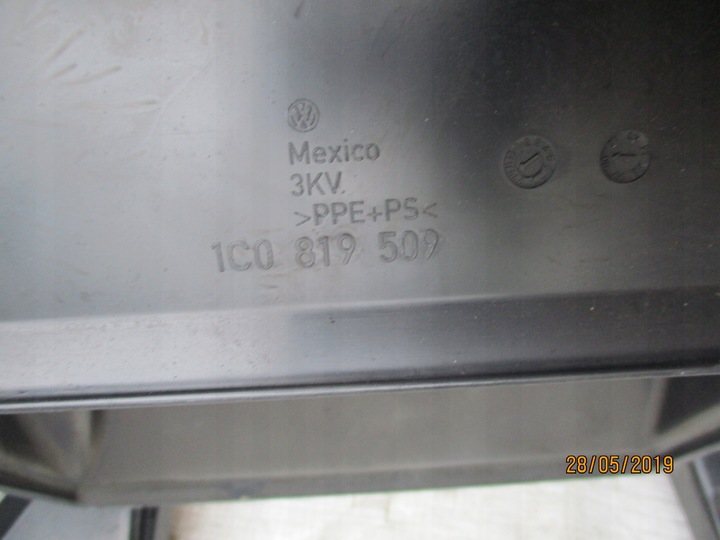 Mexico
3KV.
>PPE+PS<
1C0 819 509
28/05/2019